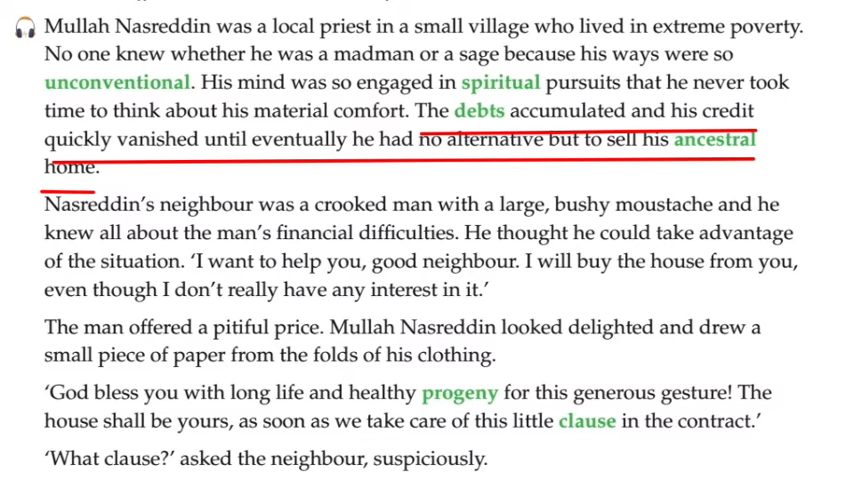 Mullah Nasreddin was a local priest in a small village who lived in extreme poverty.
No one knew whether he was a madman or a sage because his ways were so
unconventional. His mind was so engaged in spiritual pursuits that he never took
time to think about his material comfort. The debts accumulated and his credit
quickly vanished until eventually he had no alternative but to sell his ancestral
home.
Nasreddin’s neighbour was a crooked man with a large, bushy moustache and he
knew all about the man’s financial difficulties. He thought he could take advantage
of the situation. ‘I want to help you, good neighbour. I will buy the house from you,
even though I don’t really have any interest in it.’
The man offered a pitiful price. Mullah Nasreddin looked delighted and drew a
small piece of paper from the folds of his clothing.
‘God bless you with long life and healthy progeny for this generous gesture! The
house shall be yours, as soon as we take care of this little clause in the contract.’
‘What clause?’ asked the neighbour, suspiciously.